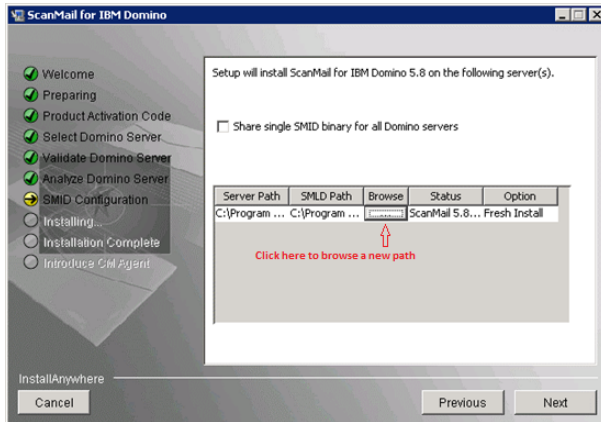 ScanMail for IBM Domino
Welcome
Preparing
Product Activation Code
Select Domino Server
Validate Domino Server
Analyze Domino Server
SMID Configuration
Installing...
Installation Complete
Introduce CM Agent
Setup will install ScanMail for IBM Domino 5.8 on the following server(s).
Share single SMID binary for all Domino servers
Server Path SMLD Path Browse Status Option
C:\Program ... C:\Program ... ........ ScanMail 5.8... Fresh Install
Click here to browse a new path
InstallAnywhere
Cancel Previous Next